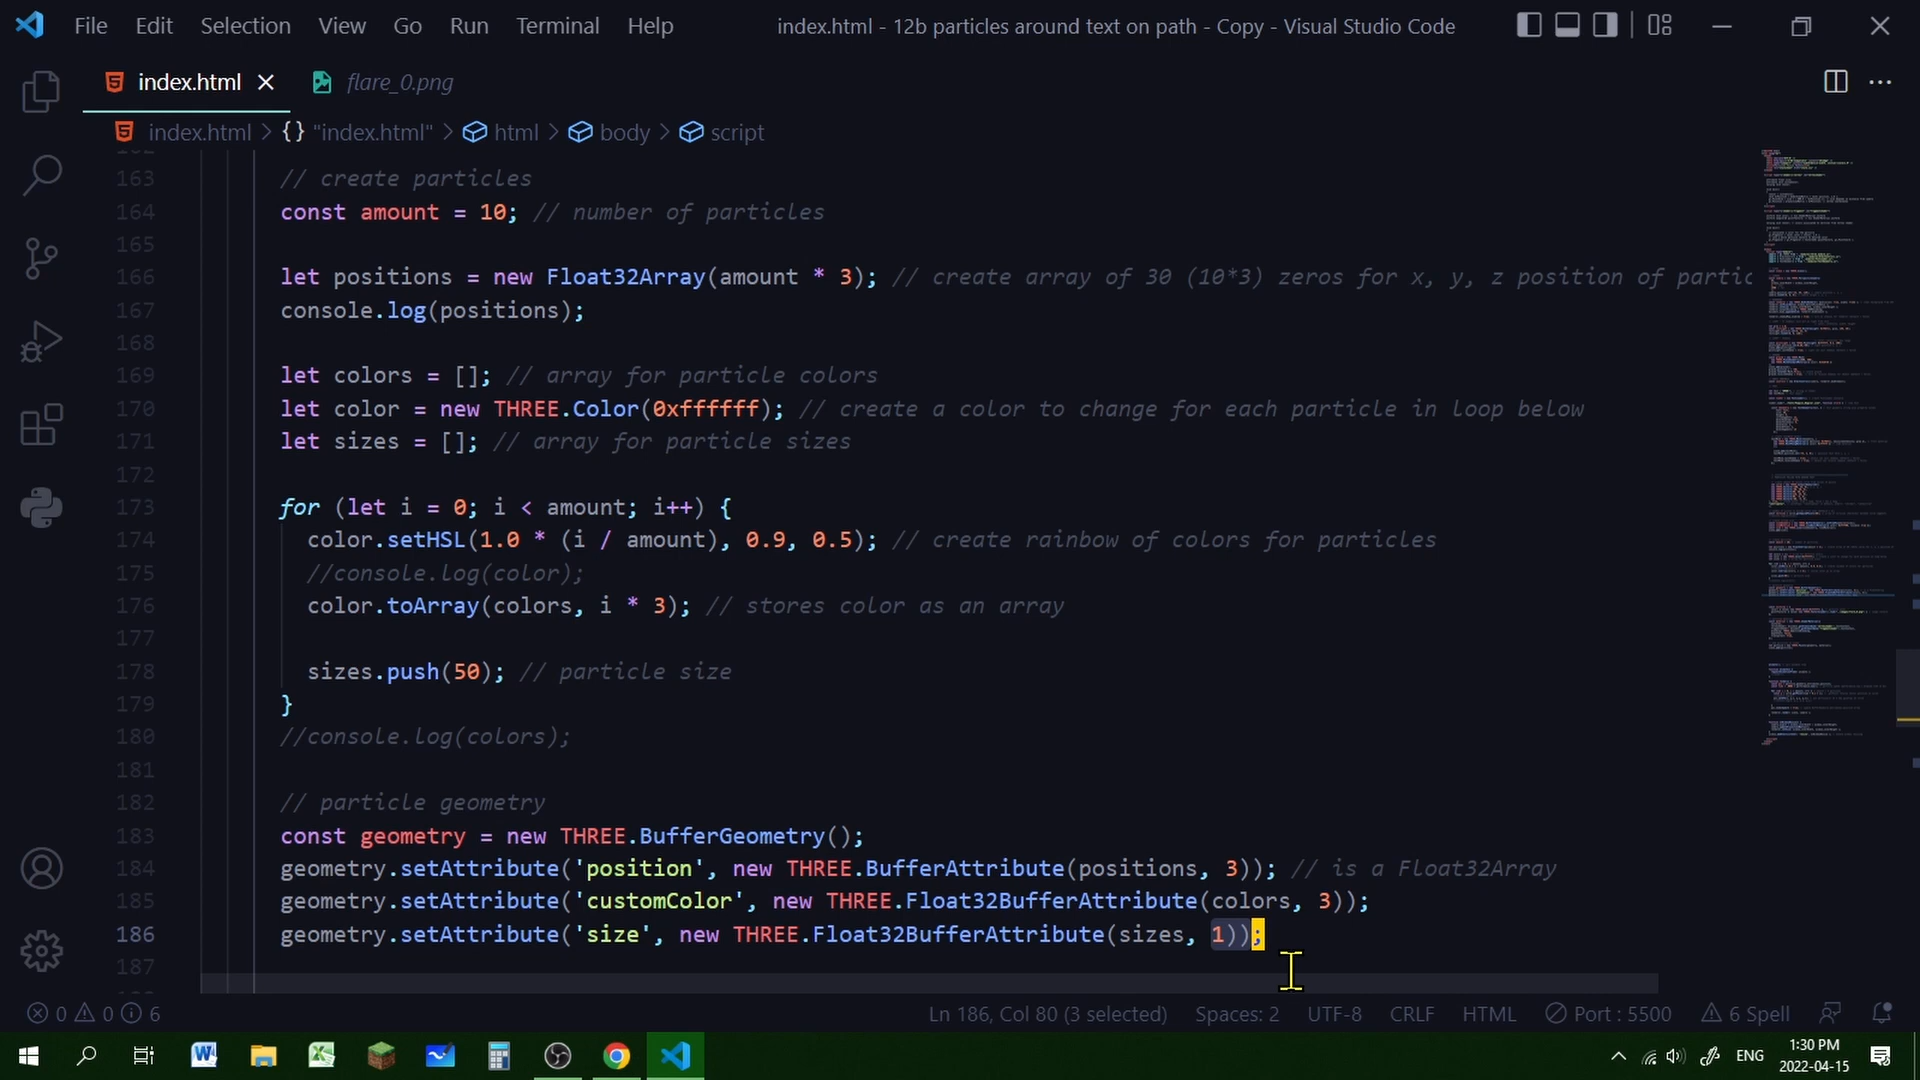 File Edit Selection View Go Run Terminal Help index.html - 12b particles around text on path - Copy - Visual Studio Code
index.html flare_0.png
index.html > {} "index.html" > html > body > script
163 // create particles
164 const amount = 10; // number of particles
165
166 let positions = new Float32Array(amount * 3); // create array of 30 (10*3) zeros for x, y, z position of partic
167 console.log(positions);
168
169 let colors = []; // array for particle colors
170 let color = new THREE.Color(0xffffff); // create a color to change for each particle in loop below
171 let sizes = []; // array for particle sizes
172
173 for (let i = 0; i < amount; i++) {
174 color.setHSL(1.0 * (i / amount), 0.9, 0.5); // create rainbow of colors for particles
175 //console.log(color);
176 color.toArray(colors, i * 3); // stores color as an array
177
178 sizes.push(50); // particle size
179 }
180 //console.log(colors);
181
182 // particle geometry
183 const geometry = new THREE.BufferGeometry();
184 geometry.setAttribute('position', new THREE.BufferAttribute(positions, 3)); // is a Float32Array
185 geometry.setAttribute('customColor', new THREE.Float32BufferAttribute(colors, 3));
186 geometry.setAttribute('size', new THREE.Float32BufferAttribute(sizes, 1));
187
0 0 6 Ln 186, Col 80 (3 selected) Spaces: 2 UTF-8 CRLF HTML Port : 5500 6 Spell
ENG 1:30 PM
2022-04-15